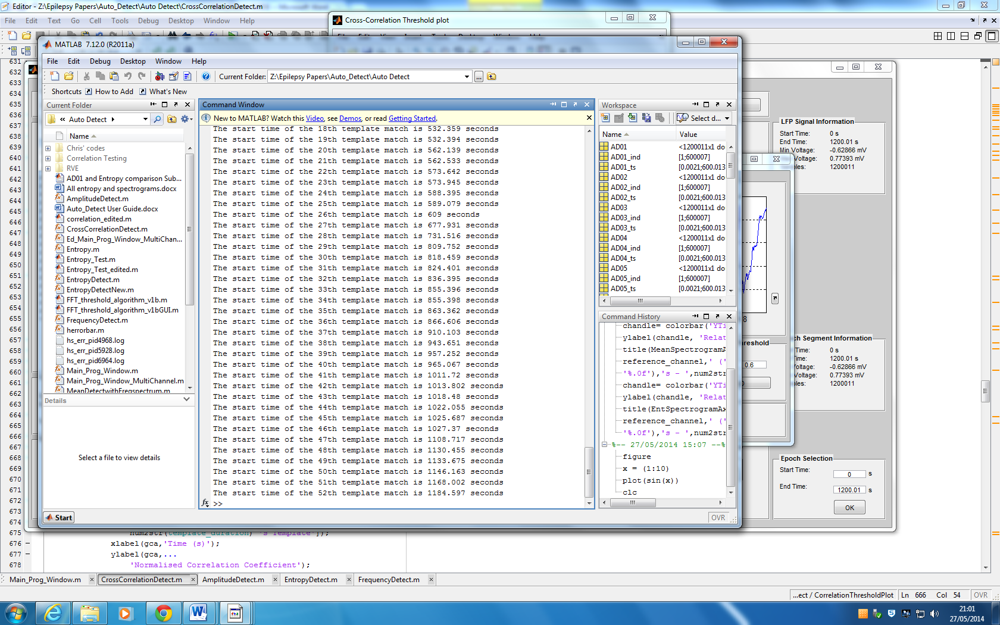 Editor - Z:\Epilepsy Papers\Auto_Detect\Auto Detect\CrossCorrelationDetect.m
File Edit Text Go Cell Tools Debug Desktop Window Help
Cross-Correlation Threshold plot
MATLAB 7.12.0 (R2011a)
File Edit Debug Desktop Window Help
Current Folder: Z:\Epilepsy Papers\Auto_Detect\Auto Detect
Shortcuts How to Add What's New
Current Folder
« Auto Detect
Name
Chris' codes
Correlation Testing
RVE
AD01 and Entropy comparison Sub...
All entropy and spectrograms.docx
AmplitudeDetect.m
Auto_Detect User Guide.docx
correlation_edited.m
CrossCorrelationDetect.m
Ed_Main_Prog_Window_MultiChan...
Entropy.m
Entropy_Test.m
Entropy_Test_edited.m
EntropyDetect.m
EntropyDetectNew.m
FFT_threshold_algorithm_v1b.m
FFT_threshold_algorithm_v1bGUI.m
FrequencyDetect.m
herrorbar.m
hs_err_pid4968.log
hs_err_pid5928.log
hs_err_pid6964.log
Main_Prog_Window.m
Main_Prog_Window_MultiChannel.m
MeanDetectwithFreqspectrum.m
Details
Select a file to view details
Start
Command Window
New to MATLAB? Watch this Video, see Demos, or read Getting Started.
The start time of the 18th template match is 532.359 seconds
The start time of the 19th template match is 532.394 seconds
The start time of the 20th template match is 562.139 seconds
The start time of the 21th template match is 562.533 seconds
The start time of the 22th template match is 573.642 seconds
The start time of the 23th template match is 573.945 seconds
The start time of the 24th template match is 588.395 seconds
The start time of the 25th template match is 589.079 seconds
The start time of the 26th template match is 609 seconds
The start time of the 27th template match is 677.931 seconds
The start time of the 28th template match is 731.516 seconds
The start time of the 29th template match is 809.752 seconds
The start time of the 30th template match is 818.459 seconds
The start time of the 31th template match is 824.401 seconds
The start time of the 32th template match is 836.395 seconds
The start time of the 33th template match is 855.396 seconds
The start time of the 34th template match is 855.398 seconds
The start time of the 35th template match is 863.362 seconds
The start time of the 36th template match is 866.606 seconds
The start time of the 37th template match is 910.103 seconds
The start time of the 38th template match is 943.651 seconds
The start time of the 39th template match is 957.252 seconds
The start time of the 40th template match is 965.067 seconds
The start time of the 41th template match is 1011.72 seconds
The start time of the 42th template match is 1013.802 seconds
The start time of the 43th template match is 1018.48 seconds
The start time of the 44th template match is 1022.055 seconds
The start time of the 45th template match is 1025.687 seconds
The start time of the 46th template match is 1027.37 seconds
The start time of the 47th template match is 1108.717 seconds
The start time of the 48th template match is 1130.455 seconds
The start time of the 49th template match is 1133.675 seconds
The start time of the 50th template match is 1146.163 seconds
The start time of the 51th template match is 1168.002 seconds
The start time of the 52th template match is 1184.597 seconds
fx >>
Workspace
Select d...
Name Value
AD01 <1200011x1 do
AD01_ind [1;600007]
AD01_ts [0.0021;600.013
AD02 <1200011x1 do
AD02_ind [1;600007]
AD02_ts [0.0021;600.013
AD03 <1200011x1 do
AD03_ind [1;600007]
AD03_ts [0.0021;600.013
AD04 <1200011x1 do
AD04_ind [1;600007]
AD04_ts [0.0021;600.013
AD05 <1200011x1 do
AD05_ind [1;600007]
AD05_ts [0.0021;600.013
Command History
chandle= colorbar('YTi
ylabel(chandle, 'Relat
title(MeanSpectrogramA
reference_channel,' ('
'%.0f'),'s - ',num2str
chandle= colorbar('YTi
ylabel(chandle, 'Relat
title(EntSpectrogramAx
reference_channel,' ('
'%.0f'),'s - ',num2str
%-- 27/05/2014 15:07 --%
figure
x = (1:10)
plot(sin(x))
clc
OVR
LFP Signal Information
Start Time: 0 s
End Time: 1200.01 s
Min Voltage: -0.62866 mV
Voltage: 0.77393 mV
1200011
8
reshold
0.6
ch Segment Information
Time: 0 s
ime: 1200.01 s
oltage: -0.62866 mV
Voltage: 0.77393 mV
les: 1200011
Epoch Selection
Start Time: 0 s
End Time: 1200.01 s
OK
631
632
633
634
635
636
637
638
639
640
641
642
643
644
645
646
647
648
649
650
651
652
653
654
655
656
657
658
659
660
661
662
663
664
665
666
667
668
669
670
671
672
673
674
675 num2str(template_duration) 's Template']);
676 xlabel(gca,'Time (s)');
677 ylabel(gca,...
678 'Normalised Correlation Coefficient');
Main_Prog_Window.m CrossCorrelationDetect.m AmplitudeDetect.m EntropyDetect.m FrequencyDetect.m
...ect / CorrelationThresholdPlot Ln 666 Col 54 OVR
21:01
27/05/2014